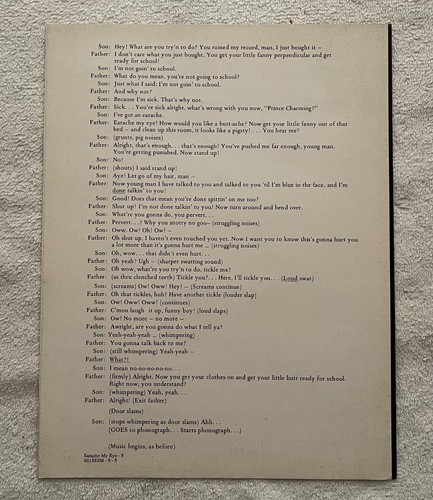 Son: Hey! What are you try'n to do? You ruined my record, man, I just bought it –
Father: I don't care what you just bought. You get your little fanny perpendicular and get
ready for school!
Son: I'm not goin' to school.
Father: What do you mean, you're not going to school?
Son: Just what I said; I'm not goin' to school.
Father: And why not?
Son: Because I'm sick. That's why not.
Father: Sick. . . You're sick alright, what's wrong with you now, "Prince Charming?"
Son: I've got an earache.
Father: Earache my eye! How would you like a butt-ache? Now get your little fanny out of that
bed – and clean up this room, it looks like a pigsty! . . . You hear me?
Son: (grunts, pig noises)
Father: Alright, that's enough. . . that's enough! You've pushed me far enough, young man.
You're getting punished. Now stand up!
Son: No!
Father: (shouts) I said stand up!
Son: Aye! Let go of my hair, man –
Father: Now young man I have talked to you and talked to you 'til I'm blue in the face, and I'm
done talkin' to you!
Son: Good! Does that mean you're done spittin' on me too?
Father: Shut up! I'm not done talkin' to you! Now turn around and bend over.
Son: What're you gonna do, pervert. .
Father: Pervert. . .? Why you snotty no goo– (struggling noises)
Son: Oww. Ow! Oh! Ow! –
Father: Oh shut up, I haven't even touched you yet. Now I want you to know this's gonna hurt you
a lot more than it's gonna hurt me ... (struggling noises)
Son: Oh, wow. . . that didn't even hurt. . .
Father: Oh yeah? Ugh – (sharper swatting sound)
Son: Oh wow, what're you try'n to do, tickle me?
Father: (as thru clenched teeth) Tickle you?. . . Here, I'll tickle you. . . (Loud swat)
Son: (screams) Ow! Oww! Hey! – (Screams continue)
Father: Oh that tickles, huh? Have another tickle (louder slap)
Son: Ow! Oww! Oww! (continues)
Father: C'mon laugh it up, funny boy! (loud slaps)
Son: Ow! No more – no more –
Father: Awright, are you gonna do what I tell ya?
Son: Yeah-yeah-yeah ... (whimpering)
Father: You gonna talk back to me?
Son: (still whimpering) Yeah-yeah –
Father: What?!
Son: I mean no-no-no-no-no. . .
Father: (firmly) Alright. Now you get your clothes on and get your little butt ready for school.
Right now, you understand?
Son: (whimpering) Yeah, yeah. . .
Father: Alright! (Exit father)
(Door slams)
Son: (stops whimpering as door slams) Ahh. . .
(GOES to phonograph. . . Starts phonograph. . .)
(Music begins, as before)
Earache My Eye - 8